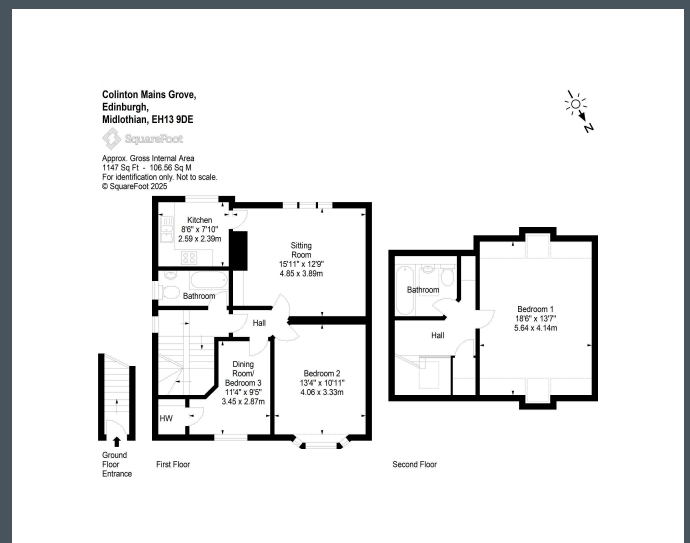 Colinton Mains Grove,
Edinburgh,
Midlothian, EH13 9DE
SquareFoot
Approx. Gross Internal Area
1147 Sq Ft - 106.56 Sq M
For identification only. Not to scale.
© SquareFoot 2025
N
Kitchen
8'6" x 7'10"
2.59 x 2.39m
Sitting
Room
15'11" x 12'9"
4.85 x 3.89m
Bathroom
Hall
Dining
Room/
Bedroom 3
11'4" x 9'5"
3.45 x 2.87m
Bedroom 2
13'4" x 10'11"
4.06 x 3.33m
HW
Bathroom
Hall
Bedroom 1
18'6" x 13'7"
5.64 x 4.14m
Ground
Floor
Entrance
First Floor
Second Floor